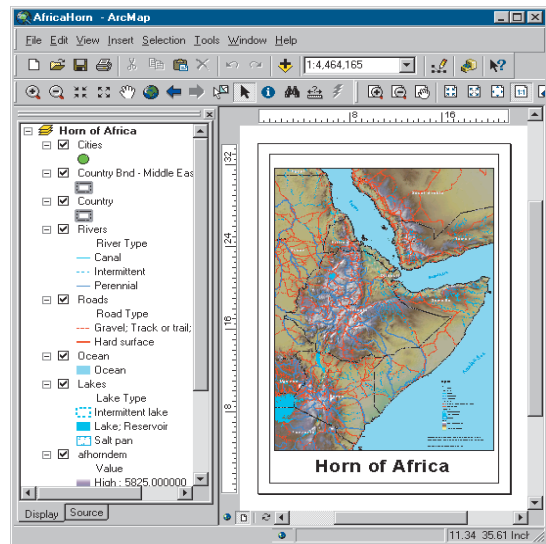 AfricaHorn - ArcMap
File Edit View Insert Selection Tools Window Help
1:4,464,165
Horn of Africa
Cities
Country Bnd - Middle Eas
Country
Rivers
River Type
Canal
Intermittent
Perennial
Roads
Road Type
Gravel; Track or trail;
Hard surface
Ocean
Ocean
Lakes
Lake Type
Intermittent lake
Lake; Reservoir
Salt pan
afhorndem
Value
High : 5825.000000
Display Source
8 16
32
24
16
8
1:1
Horn of Africa
11.34 35.61 Incl